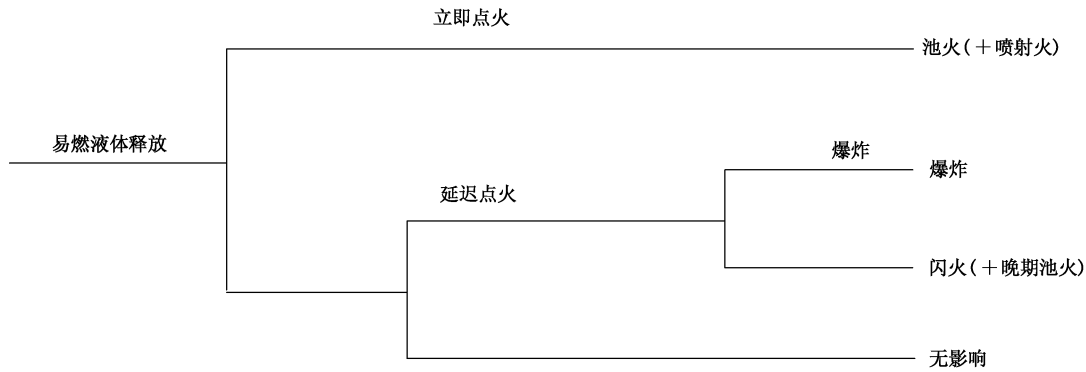 立即点火
池火(＋喷射火)
易燃液体释放
爆炸
爆炸
延迟点火
闪火(＋晚期池火)
无影响